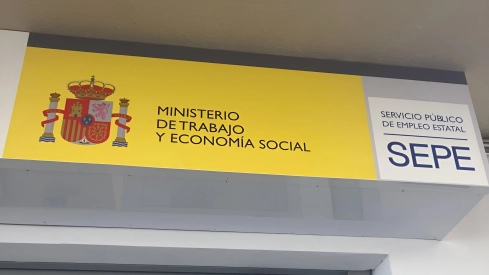 MINISTERIO
DE TRABAJO
Y ECONOMÍA SOCIAL
SERVICIO PÚBLICO
DE EMPLEO ESTATAL
SEPE